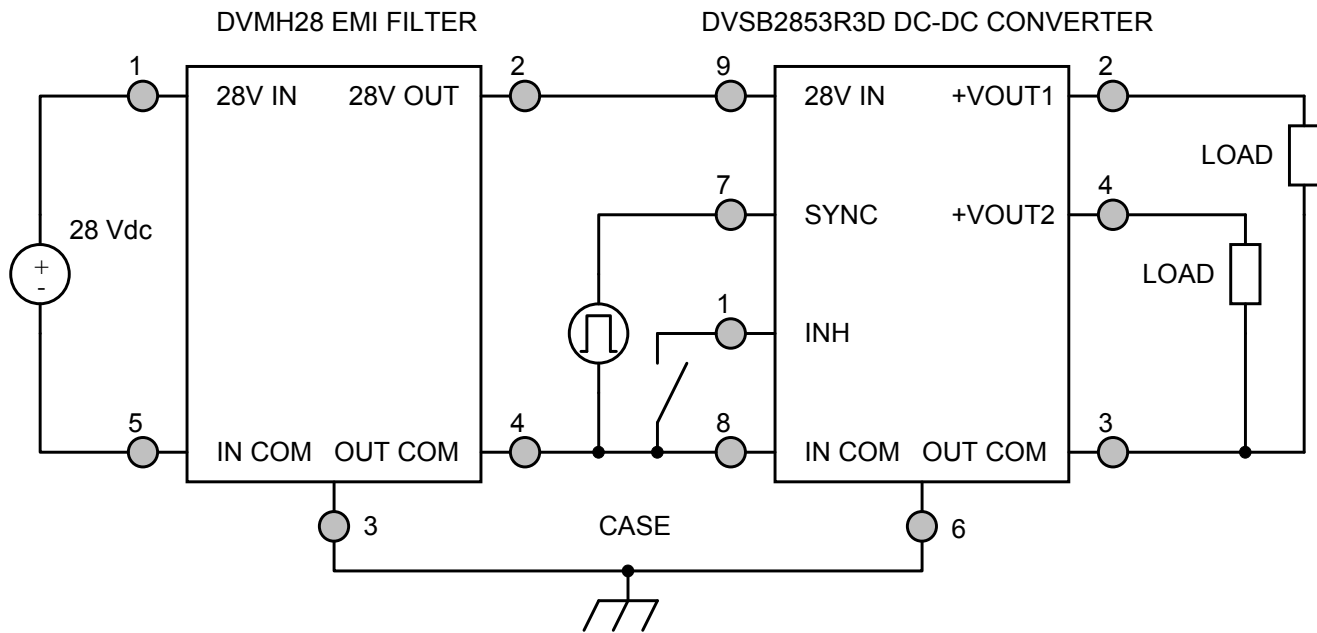 DVMH28 EMI FILTER
DVSB2853R3D DC-DC CONVERTER
1
28V IN
28V OUT
2
9
28V IN
+VOUT1
2
LOAD
28 Vdc
+
-
7
SYNC
+VOUT2
4
LOAD
1
INH
5
IN COM
OUT COM
4
8
IN COM
OUT COM
3
3
CASE
6